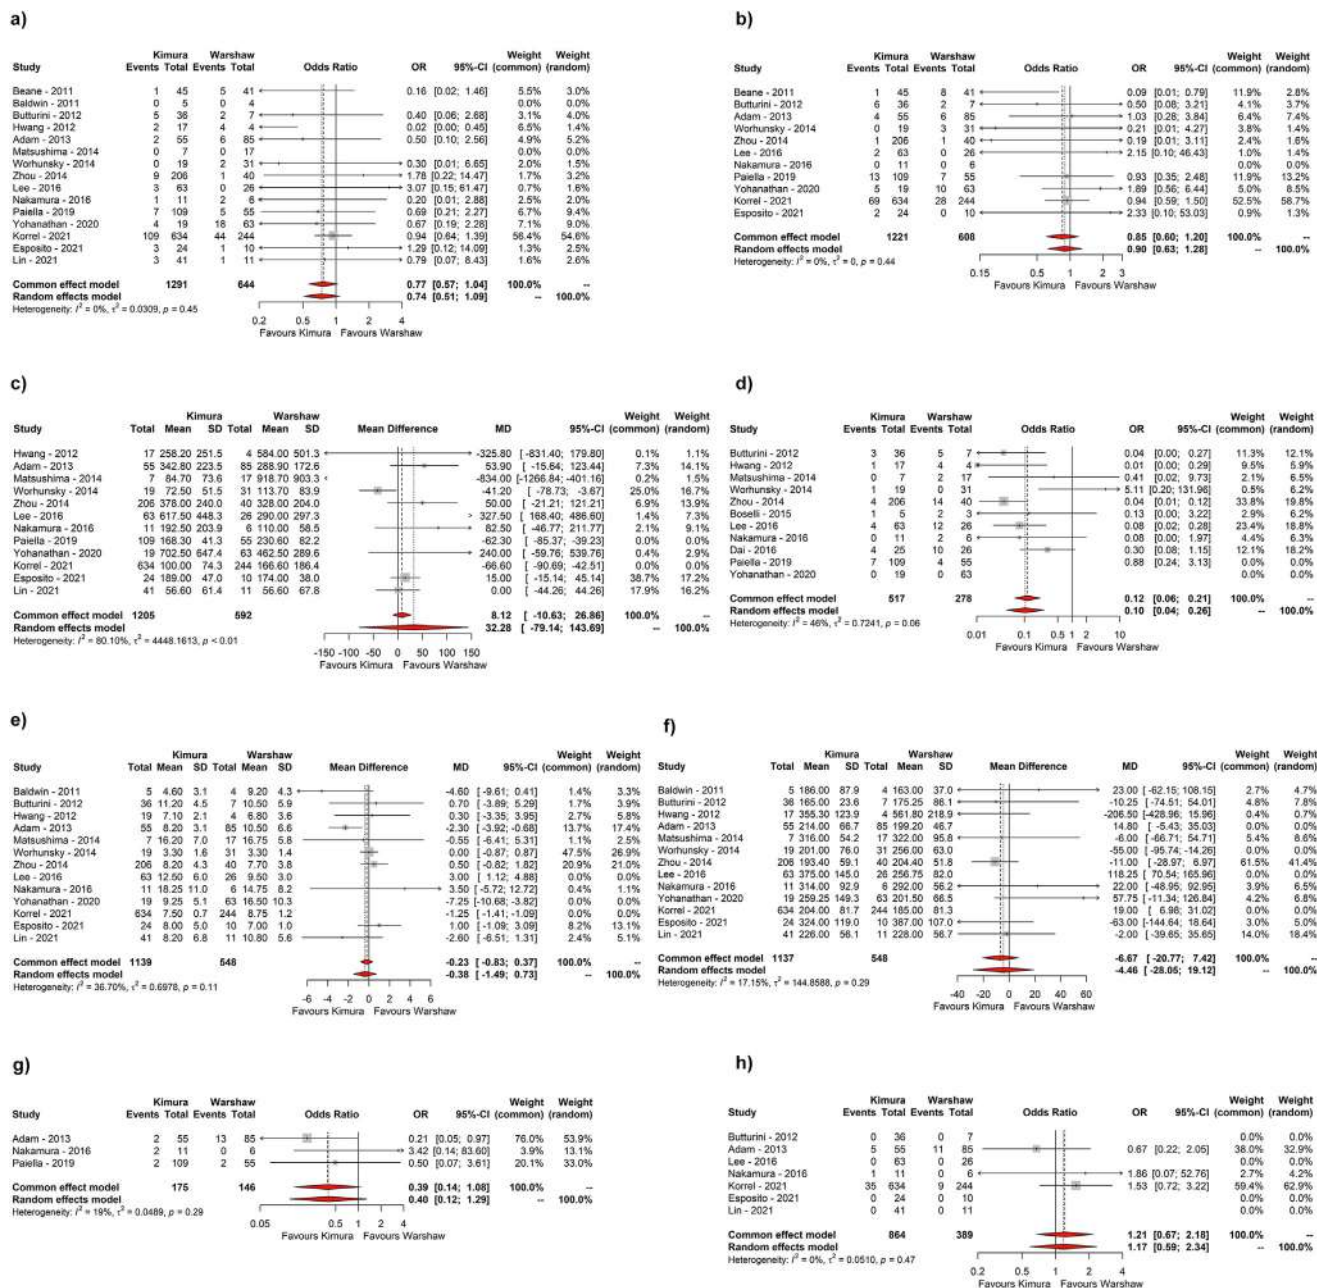 a)
Kimura Warshaw Weight Weight
Study Events Total Events Total Odds Ratio OR 95%-CI (common) (random)
Beane - 2011 1 45 5 41 0.16 [0.02; 1.46] 5.5% 3.0%
Baldwin - 2011 0 5 0 4 0.0% 0.0%
Butturini - 2012 5 36 2 7 0.40 [0.06; 2.68] 3.1% 4.0%
Hwang - 2012 2 17 4 4 0.02 [0.00; 0.45] 6.5% 1.4%
Adam - 2013 2 55 6 85 0.50 [0.10; 2.56] 4.9% 5.2%
Matsushima - 2014 0 7 0 17 0.0% 0.0%
Worhunsky - 2014 0 19 2 31 0.30 [0.01; 6.65] 2.0% 1.5%
Zhou - 2014 9 206 1 40 1.78 [0.22; 14.47] 1.7% 3.2%
Lee - 2016 3 63 0 26 3.07 [0.15; 61.47] 0.7% 1.6%
Nakamura - 2016 1 11 2 6 0.20 [0.01; 2.88] 2.5% 2.0%
Paiella - 2019 7 109 5 55 0.69 [0.21; 2.27] 6.7% 9.4%
Yohanathan - 2020 4 19 18 63 0.67 [0.19; 2.28] 7.1% 9.0%
Korrel - 2021 109 634 44 244 0.94 [0.64; 1.39] 56.4% 54.6%
Esposito - 2021 3 24 1 10 1.29 [0.12; 14.09] 1.3% 2.5%
Lin - 2021 3 41 1 11 0.79 [0.07; 8.43] 1.6% 2.6%
Common effect model 1291 644 0.77 [0.57; 1.04] 100.0% --
Random effects model 0.74 [0.51; 1.09] -- 100.0%
Heterogeneity: I² = 0%, τ² = 0.0309, p = 0.45
0.2 0.5 1 2 4
Favours Kimura Favours Warshaw
b)
Kimura Warshaw Weight Weight
Study Events Total Events Total Odds Ratio OR 95%-CI (common) (random)
Beane - 2011 1 45 8 41 0.09 [0.01; 0.79] 11.9% 2.8%
Butturini - 2012 6 36 2 7 0.50 [0.08; 3.21] 4.1% 3.7%
Adam - 2013 4 55 6 85 1.03 [0.28; 3.84] 6.4% 7.4%
Worhunsky - 2014 0 19 3 31 0.21 [0.01; 4.27] 3.8% 1.4%
Zhou - 2014 1 206 1 40 0.19 [0.01; 3.11] 2.4% 1.6%
Lee - 2016 2 63 0 26 2.15 [0.10; 46.43] 1.0% 1.4%
Nakamura - 2016 0 11 0 6 0.0% 0.0%
Paiella - 2019 13 109 7 55 0.93 [0.35; 2.48] 11.9% 13.2%
Yohanathan - 2020 5 19 10 63 1.89 [0.56; 6.44] 5.0% 8.5%
Korrel - 2021 69 634 28 244 0.94 [0.59; 1.50] 52.5% 58.7%
Esposito - 2021 2 24 0 10 2.33 [0.10; 53.03] 0.9% 1.3%
Common effect model 1221 608 0.85 [0.60; 1.20] 100.0% --
Random effects model 0.90 [0.63; 1.28] -- 100.0%
Heterogeneity: I² = 0%, τ² = 0, p = 0.44
0.15 0.5 1 2 3
Favours Kimura Favours Warshaw
c)
Kimura Warshaw Weight Weight
Study Total Mean SD Total Mean SD Mean Difference MD 95%-CI (common) (random)
Hwang - 2012 17 258.20 251.5 4 584.00 501.3 -325.80 [ -831.40; 179.80] 0.1% 1.1%
Adam - 2013 55 342.80 223.5 85 288.90 172.6 53.90 [ -15.64; 123.44] 7.3% 14.1%
Matsushima - 2014 7 84.70 73.6 17 918.70 903.3 -834.00 [-1266.84; -401.16] 0.2% 1.5%
Worhunsky - 2014 19 72.50 51.5 31 113.70 83.9 -41.20 [ -78.73; -3.67] 25.0% 16.7%
Zhou - 2014 206 378.00 240.0 40 328.00 204.0 50.00 [ -21.21; 121.21] 6.9% 13.9%
Lee - 2016 63 617.50 448.3 26 290.00 297.3 327.50 [ 168.40; 486.60] 1.4% 7.3%
Nakamura - 2016 11 192.50 203.9 6 110.00 58.5 82.50 [ -46.77; 211.77] 2.1% 9.1%
Paiella - 2019 109 168.30 41.3 55 230.60 82.2 -62.30 [ -85.37; -39.23] 0.0% 0.0%
Yohanathan - 2020 19 702.50 647.4 63 462.50 289.6 240.00 [ -59.76; 539.76] 0.4% 2.9%
Korrel - 2021 634 100.00 74.3 244 166.60 186.4 -66.60 [ -90.69; -42.51] 0.0% 0.0%
Esposito - 2021 24 189.00 47.0 10 174.00 38.0 15.00 [ -15.14; 45.14] 38.7% 17.2%
Lin - 2021 41 56.60 61.4 11 56.60 67.8 0.00 [ -44.26; 44.26] 17.9% 16.2%
Common effect model 1205 592 8.12 [ -10.63; 26.86] 100.0% --
Random effects model 32.28 [ -79.14; 143.69] -- 100.0%
Heterogeneity: I² = 80.10%, τ² = 4448.1613, p < 0.01
-150 -100 -50 0 50 100 150
Favours Kimura Favours Warshaw
d)
Kimura Warshaw Weight Weight
Study Events Total Events Total Odds Ratio OR 95%-CI (common) (random)
Butturini - 2012 3 36 5 7 0.04 [0.00; 0.27] 11.3% 12.1%
Hwang - 2012 1 17 4 4 0.01 [0.00; 0.29] 9.5% 5.9%
Matsushima - 2014 0 7 2 17 0.41 [0.02; 9.73] 2.2% 6.5%
Worhunsky - 2014 1 19 0 31 5.11 [0.20; 131.96] 0.5% 6.2%
Zhou - 2014 4 206 14 40 0.04 [0.01; 0.12] 33.8% 19.8%
Boselli - 2015 1 5 2 3 0.13 [0.00; 3.22] 2.9% 6.2%
Lee - 2016 4 63 12 26 0.08 [0.02; 0.28] 23.4% 18.8%
Nakamura - 2016 0 11 2 6 0.08 [0.00; 1.97] 4.4% 6.3%
Dai - 2016 4 25 10 26 0.30 [0.08; 1.15] 12.1% 18.2%
Paiella - 2019 7 109 4 55 0.88 [0.24; 3.13] 0.0% 0.0%
Yohanathan - 2020 0 19 0 63 0.0% 0.0%
Common effect model 517 278 0.12 [0.06; 0.21] 100.0% --
Random effects model 0.10 [0.04; 0.26] -- 100.0%
Heterogeneity: I² = 46%, τ² = 0.7241, p = 0.06
0.01 0.1 0.5 1 2 10
Favours Kimura Favours Warshaw
e)
Kimura Warshaw Weight Weight
Study Total Mean SD Total Mean SD Mean Difference MD 95%-CI (common) (random)
Baldwin - 2011 5 4.60 3.1 4 9.20 4.3 -4.60 [-9.61; 0.41] 1.4% 3.3%
Butturini - 2012 36 11.20 4.5 7 10.50 5.9 0.70 [-3.89; 5.29] 1.7% 3.9%
Hwang - 2012 19 7.10 2.1 4 6.80 3.6 0.30 [-3.35; 3.95] 2.7% 5.8%
Adam - 2013 55 8.20 3.1 85 10.50 6.6 -2.30 [-3.92; -0.68] 13.7% 17.4%
Matsushima - 2014 7 16.20 7.0 17 16.75 5.8 -0.55 [-6.41; 5.31] 1.0% 2.5%
Worhunsky - 2014 19 3.30 1.6 31 3.30 1.4 0.00 [-0.87; 0.87] 47.5% 26.9%
Zhou - 2014 206 8.20 4.3 40 7.70 3.8 0.50 [-0.82; 1.82] 20.9% 21.0%
Lee - 2016 63 12.50 6.0 26 9.50 3.0 3.00 [ 1.12; 4.88] 0.0% 0.0%
Nakamura - 2016 11 18.25 11.0 6 14.75 8.2 3.50 [-5.72; 12.72] 0.4% 1.1%
Yohanathan - 2020 19 9.25 5.1 63 16.50 10.3 -7.25 [-10.68; -3.82] 0.0% 0.0%
Korrel - 2021 634 7.50 0.7 244 8.75 1.2 -1.25 [-1.41; -1.09] 0.0% 0.0%
Esposito - 2021 24 8.00 5.0 10 7.00 0.0 1.00 [-1.09; 3.09] 8.2% 13.1%
Lin - 2021 41 8.20 6.8 11 10.80 5.6 -2.60 [-6.51; 1.31] 2.4% 5.1%
Common effect model 1139 548 -0.23 [-0.83; 0.37] 100.0% --
Random effects model -0.38 [-1.49; 0.73] -- 100.0%
Heterogeneity: I² = 36.70%, τ² = 0.6978, p = 0.11
-6 -4 -2 0 2 4 6
Favours Kimura Favours Warshaw
f)
Kimura Warshaw Weight Weight
Study Total Mean SD Total Mean SD Mean Difference MD 95%-CI (common) (random)
Baldwin - 2011 5 186.00 87.9 4 163.00 37.0 23.00 [-62.15; 108.15] 2.7% 4.7%
Butturini - 2012 36 165.00 23.6 7 175.25 86.1 -10.25 [-74.51; 54.01] 4.8% 7.8%
Hwang - 2012 17 355.30 123.9 4 561.80 218.9 -206.50 [-428.96; 15.96] 0.0% 0.0%
Adam - 2013 55 214.00 66.7 85 199.20 46.7 14.80 [ -5.43; 35.03] 0.0% 0.0%
Matsushima - 2014 7 316.00 54.2 17 322.00 95.8 -6.00 [-66.71; 54.71] 5.4% 8.6%
Worhunsky - 2014 19 201.00 76.0 31 256.00 63.0 -55.00 [-95.74; -14.26] 0.0% 0.0%
Zhou - 2014 206 193.40 59.1 40 204.40 51.8 -11.00 [-28.97; 6.97] 61.5% 41.4%
Lee - 2016 63 375.00 145.0 26 256.75 82.0 118.25 [ 70.54; 165.96] 0.0% 0.0%
Nakamura - 2016 11 314.00 92.9 6 292.00 56.2 22.00 [-48.95; 92.95] 3.9% 6.5%
Yohanathan - 2020 19 259.25 149.3 63 201.50 66.5 57.75 [-11.34; 126.84] 4.2% 6.8%
Korrel - 2021 634 204.00 81.7 244 185.00 81.3 19.00 [ 6.98; 31.02] 0.0% 0.0%
Esposito - 2021 24 324.00 119.0 10 387.00 107.0 -63.00 [-144.64; 18.64] 3.0% 5.0%
Lin - 2021 41 226.00 56.1 11 228.00 56.7 -2.00 [-39.65; 35.65] 14.0% 18.4%
Common effect model 1137 548 -6.67 [-20.77; 7.42] 100.0% --
Random effects model -4.46 [-28.05; 19.12] -- 100.0%
Heterogeneity: I² = 17.15%, τ² = 144.8588, p = 0.29
-40 -20 0 20 40 60
Favours Kimura Favours Warshaw
g)
Kimura Warshaw Weight Weight
Study Events Total Events Total Odds Ratio OR 95%-CI (common) (random)
Adam - 2013 2 55 13 85 0.21 [0.05; 0.97] 76.0% 53.9%
Nakamura - 2016 2 11 0 6 3.42 [0.14; 83.60] 3.9% 13.1%
Paiella - 2019 2 109 2 55 0.50 [0.07; 3.61] 20.1% 33.0%
Common effect model 175 146 0.39 [0.14; 1.08] 100.0% --
Random effects model 0.40 [0.12; 1.29] -- 100.0%
Heterogeneity: I² = 19%, τ² = 0.0489, p = 0.29
0.05 0.5 1 2 4
Favours Kimura Favours Warshaw
h)
Kimura Warshaw Weight Weight
Study Events Total Events Total Odds Ratio OR 95%-CI (common) (random)
Butturini - 2012 0 36 0 7 0.0% 0.0%
Adam - 2013 5 55 11 85 0.67 [0.22; 2.05] 38.0% 32.9%
Lee - 2016 0 63 0 26 0.0% 0.0%
Nakamura - 2016 1 11 0 6 1.86 [0.07; 52.76] 2.7% 4.2%
Korrel - 2021 35 634 9 244 1.53 [0.72; 3.22] 59.4% 62.9%
Esposito - 2021 0 24 0 10 0.0% 0.0%
Lin - 2021 0 41 0 11 0.0% 0.0%
Common effect model 864 389 1.21 [0.67; 2.18] 100.0% --
Random effects model 1.17 [0.59; 2.34] -- 100.0%
Heterogeneity: I² = 0%, τ² = 0.0510, p = 0.47
0.2 0.5 1 2 4
Favours Kimura Favours Warshaw